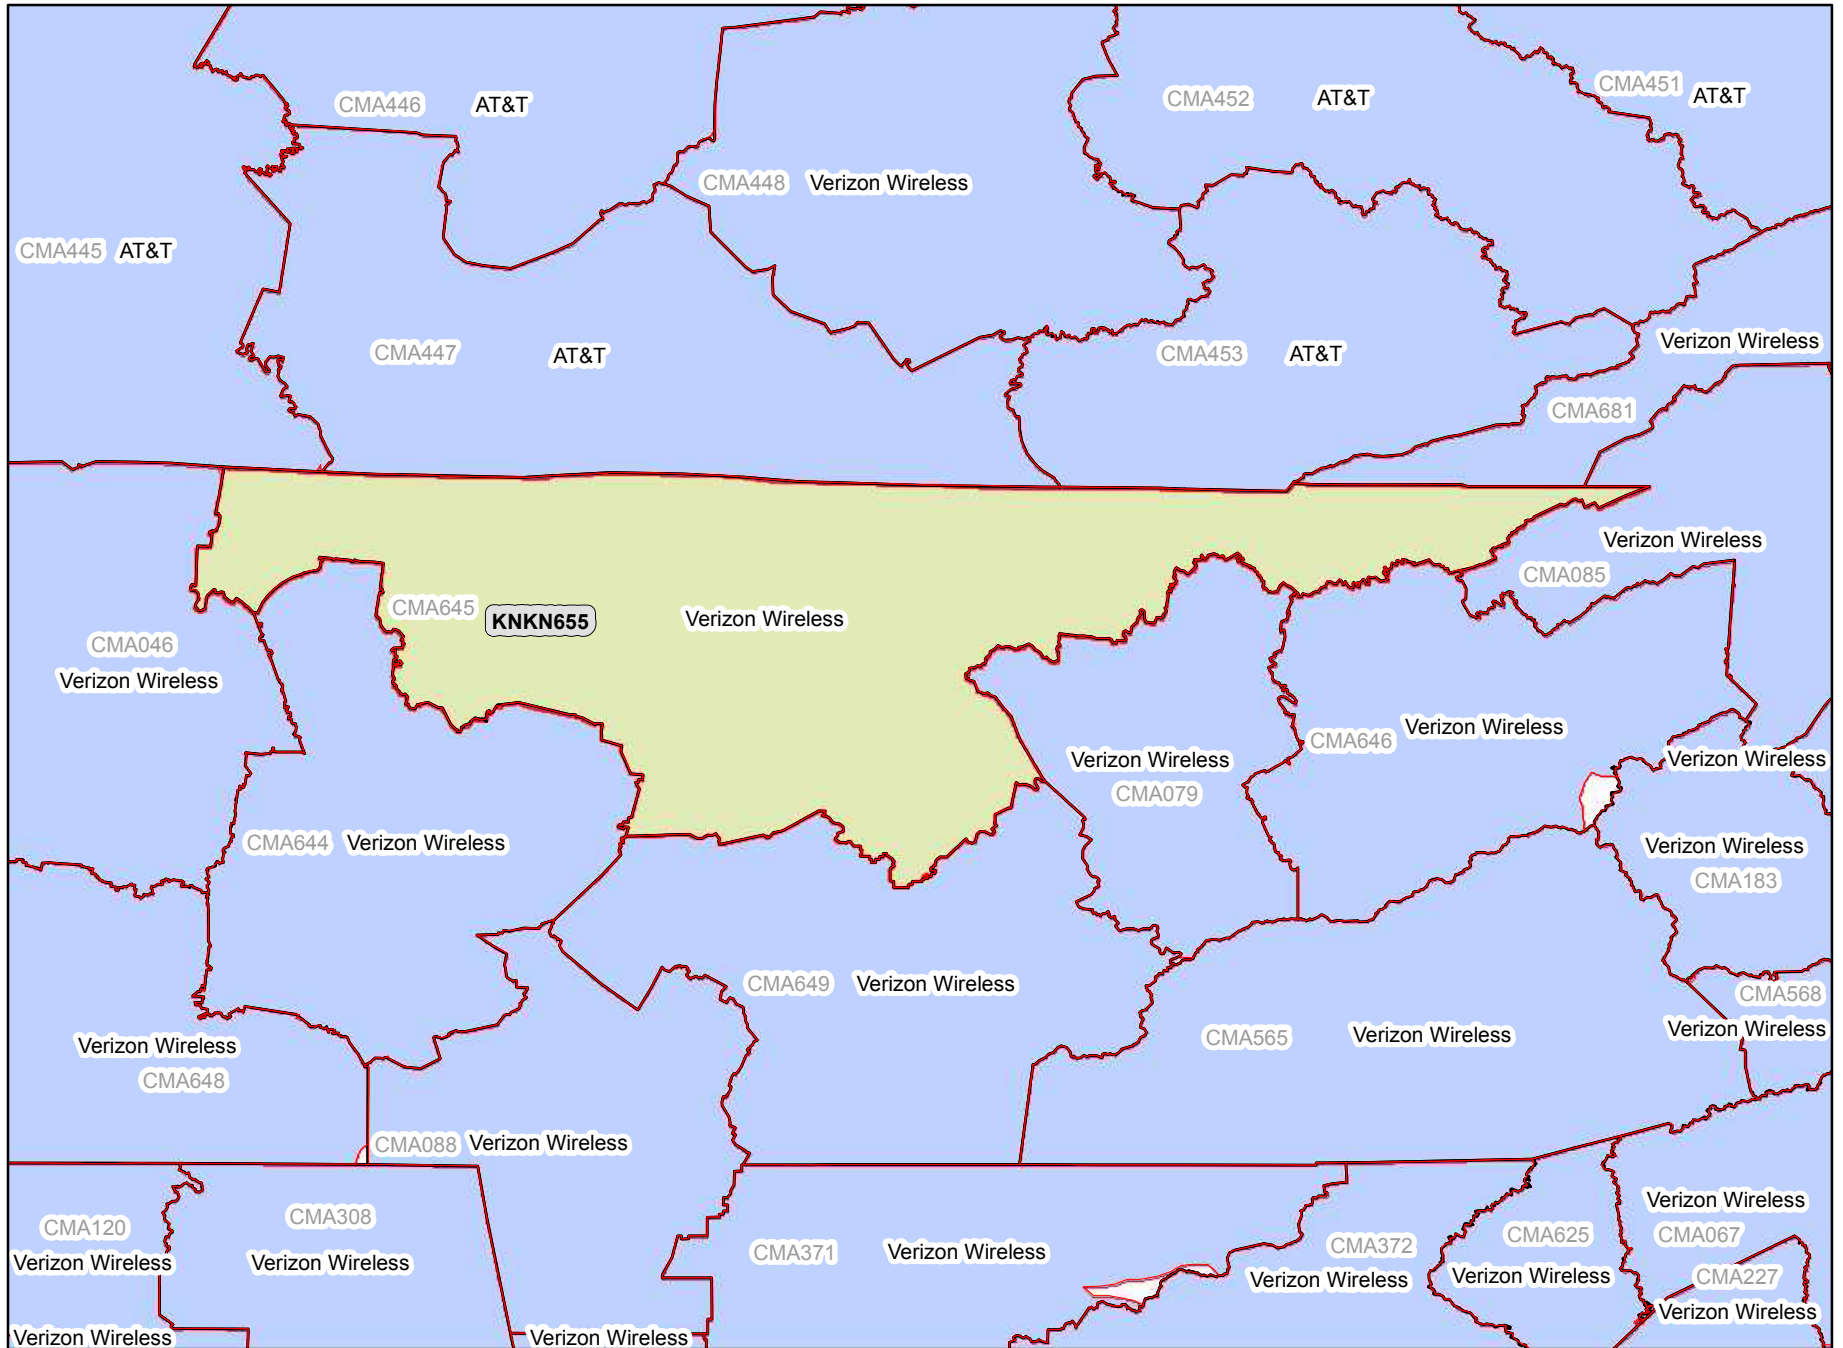 CMA446 AT&T
CMA452 AT&T
CMA451 AT&T
CMA448 Verizon Wireless
CMA445 AT&T
CMA447 AT&T
CMA453 AT&T
Verizon Wireless
CMA681
Verizon Wireless
CMA085
CMA645 KNKN655 Verizon Wireless
CMA046
Verizon Wireless
CMA646 Verizon Wireless
Verizon Wireless
CMA079
Verizon Wireless
CMA644 Verizon Wireless
Verizon Wireless
CMA183
CMA649 Verizon Wireless
CMA568
Verizon Wireless
CMA565 Verizon Wireless
Verizon Wireless
CMA648
CMA088 Verizon Wireless
CMA120
Verizon Wireless
CMA308
Verizon Wireless
CMA371 Verizon Wireless
CMA372
Verizon Wireless
CMA625
Verizon Wireless
Verizon Wireless
CMA067
CMA227
Verizon Wireless
Verizon Wireless
Verizon Wireless